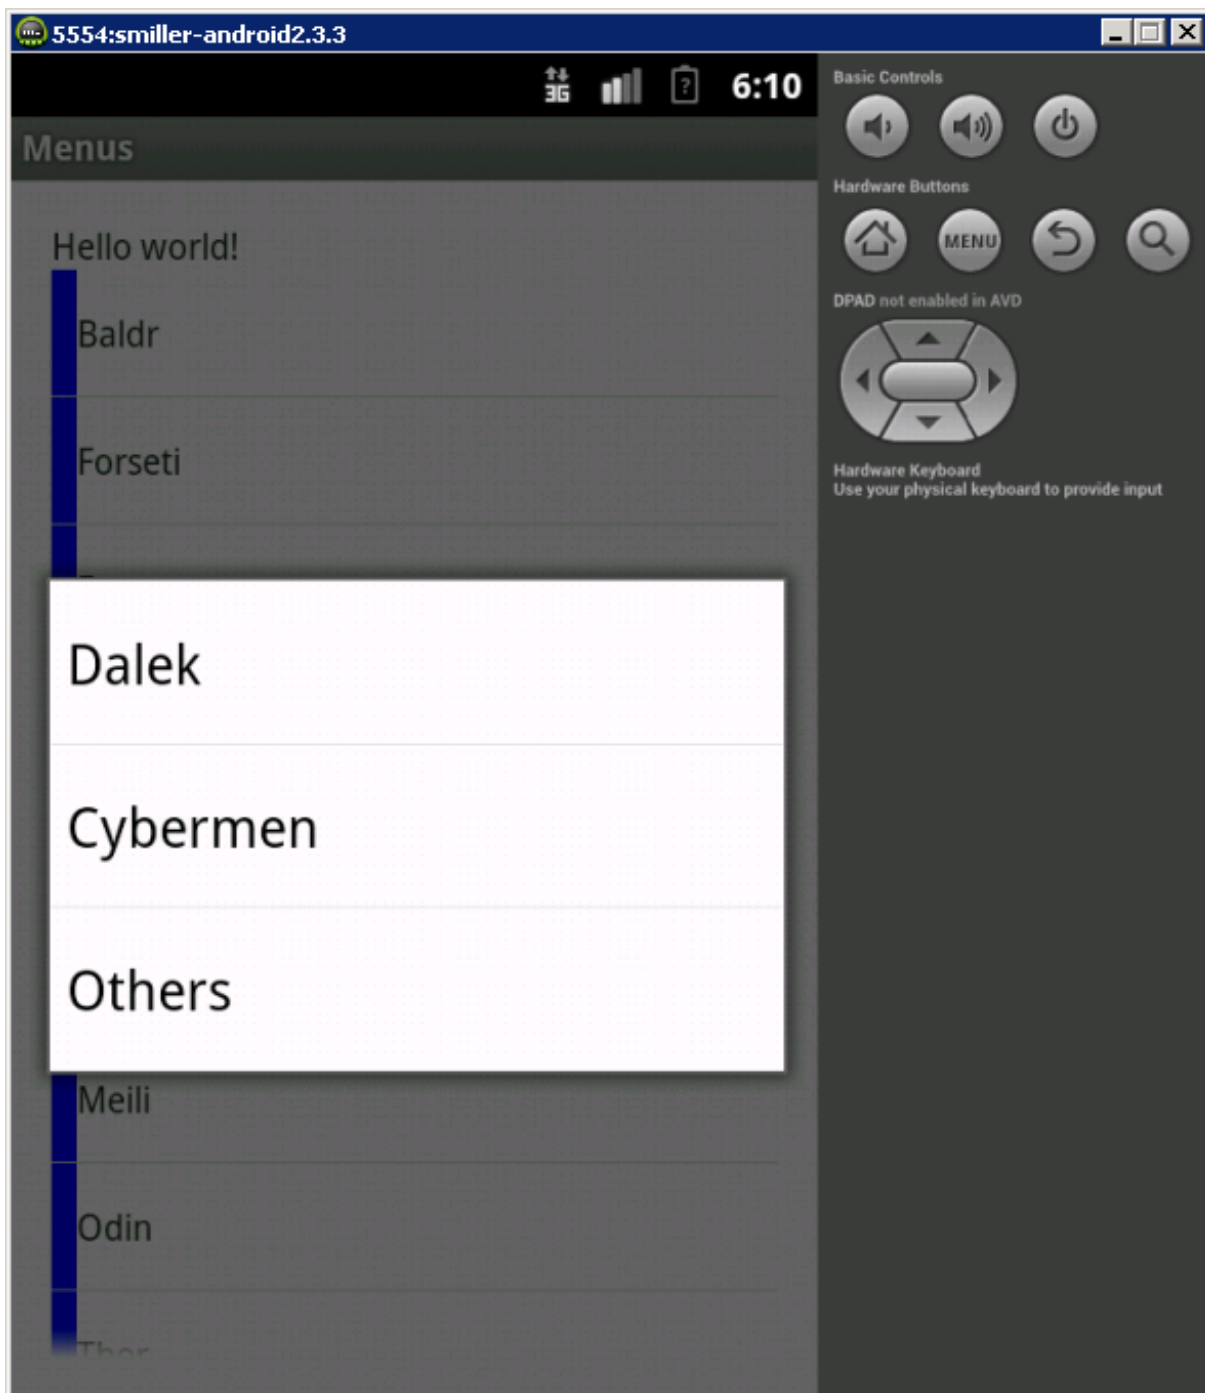 5554:smiller-android2.3.3
3G
?
6:10
Menus
Hello world!
Baldr
Forseti
Dalek
Cybermen
Others
Meili
Odin
Thor
Basic Controls
Hardware Buttons
MENU
DPAD not enabled in AVD
Hardware Keyboard
Use your physical keyboard to provide input